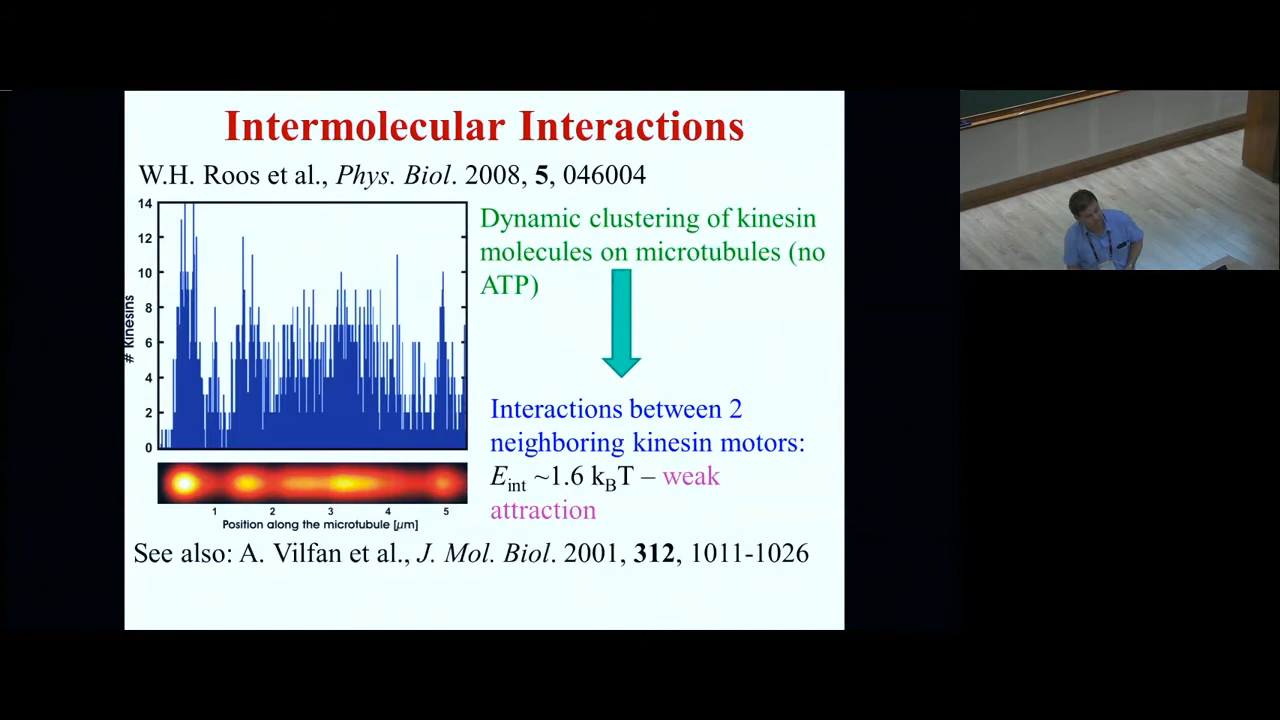 Intermolecular Interactions
W.H. Roos et al., Phys. Biol. 2008, 5, 046004
Dynamic clustering of kinesin
molecules on microtubules (no
ATP)
14
12
10
8
6
4
2
0
# Kinesins
1 2 3 4 5
Position along the microtubule [μm]
Interactions between 2
neighboring kinesin motors:
Eint ~1.6 kBT – weak
attraction
See also: A. Vilfan et al., J. Mol. Biol. 2001, 312, 1011-1026